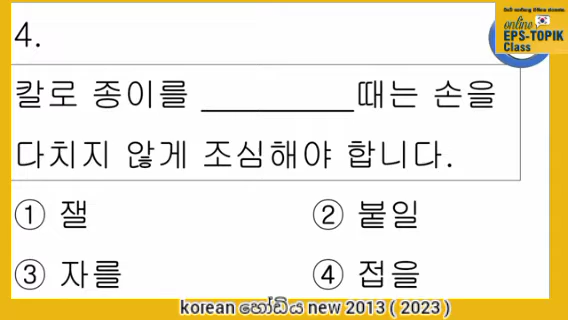 4.
online
EPS-TOPIK
Class
칼로 종이를 __________때는 손을
다치지 않게 조심해야 합니다.
① 잴
② 붙일
③ 자를
④ 접을
korean හෝඩිය new 2013 ( 2023 )